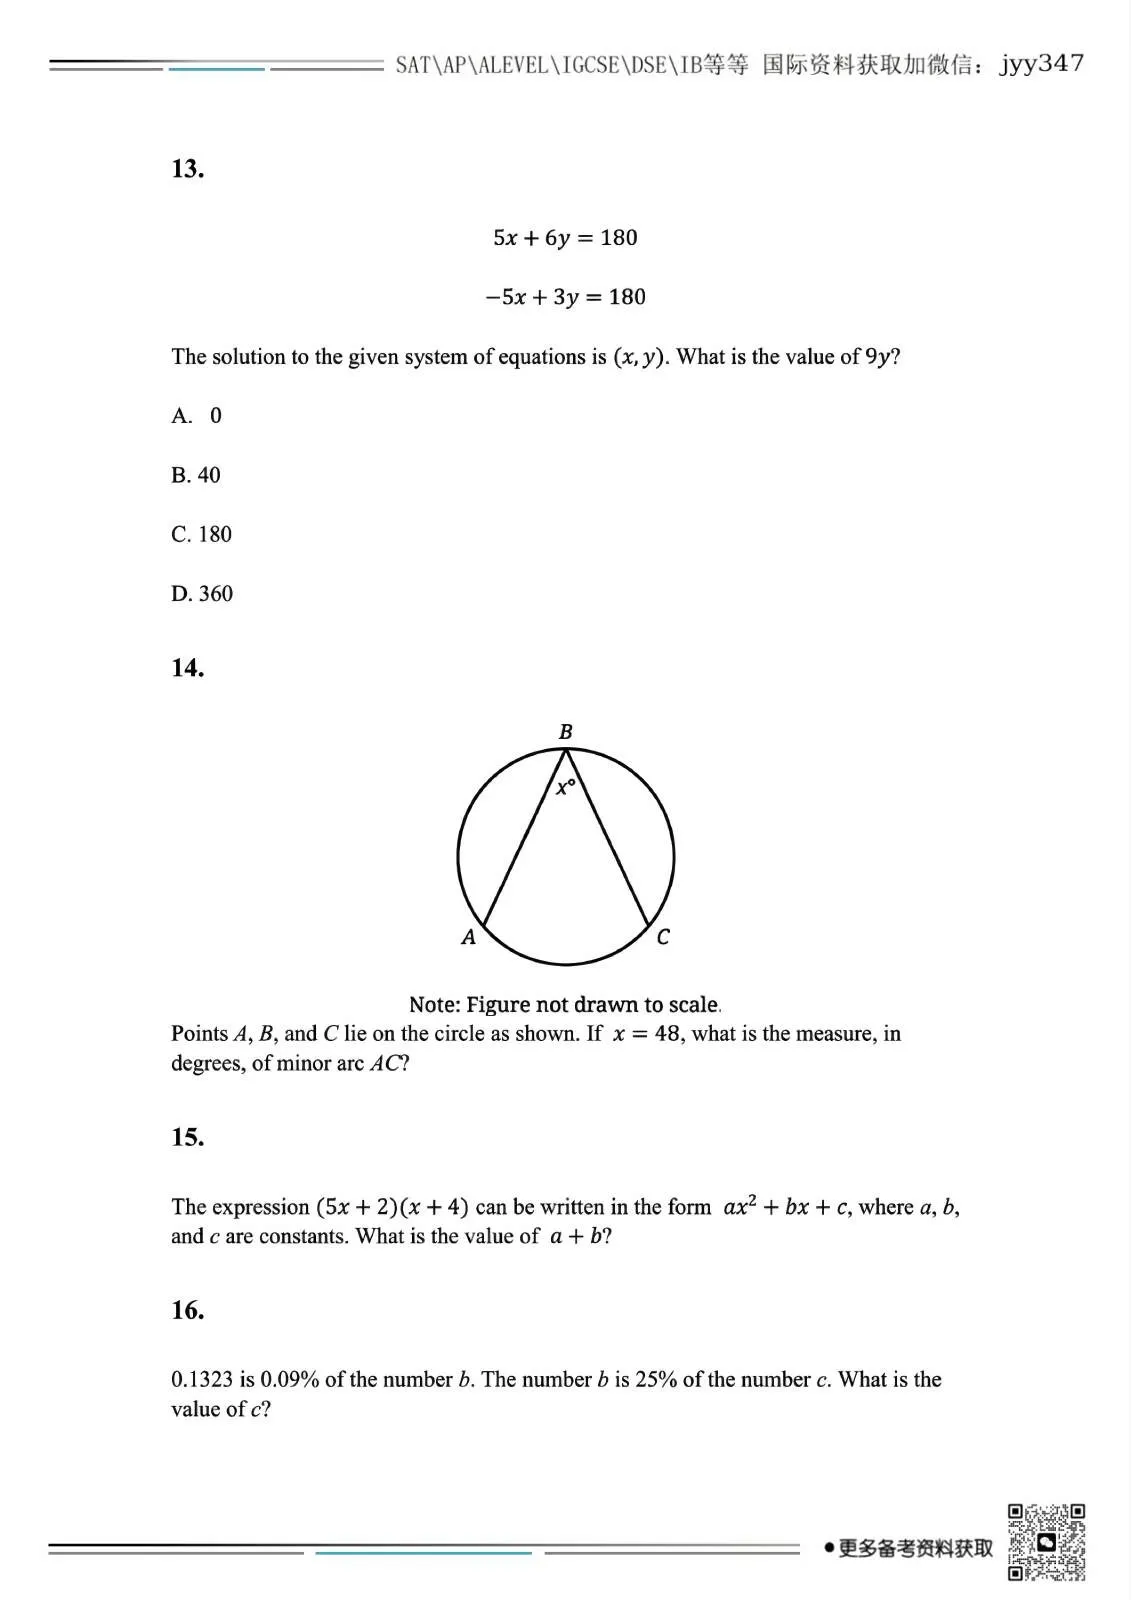 SAT\AP\ALEVEL\IGCSE\DSE\IB等等 国际资料获取加微信：jyy347
13.
5x + 6y = 180
−5x + 3y = 180
The solution to the given system of equations is (x, y). What is the value of 9y?
A. 0
B. 40
C. 180
D. 360
14.
B
x°
A
C
Note: Figure not drawn to scale.
Points A, B, and C lie on the circle as shown. If x = 48, what is the measure, in
degrees, of minor arc AC?
15.
The expression (5x + 2)(x + 4) can be written in the form ax² + bx + c, where a, b,
and c are constants. What is the value of a + b?
16.
0.1323 is 0.09% of the number b. The number b is 25% of the number c. What is the
value of c?
●更多备考资料获取